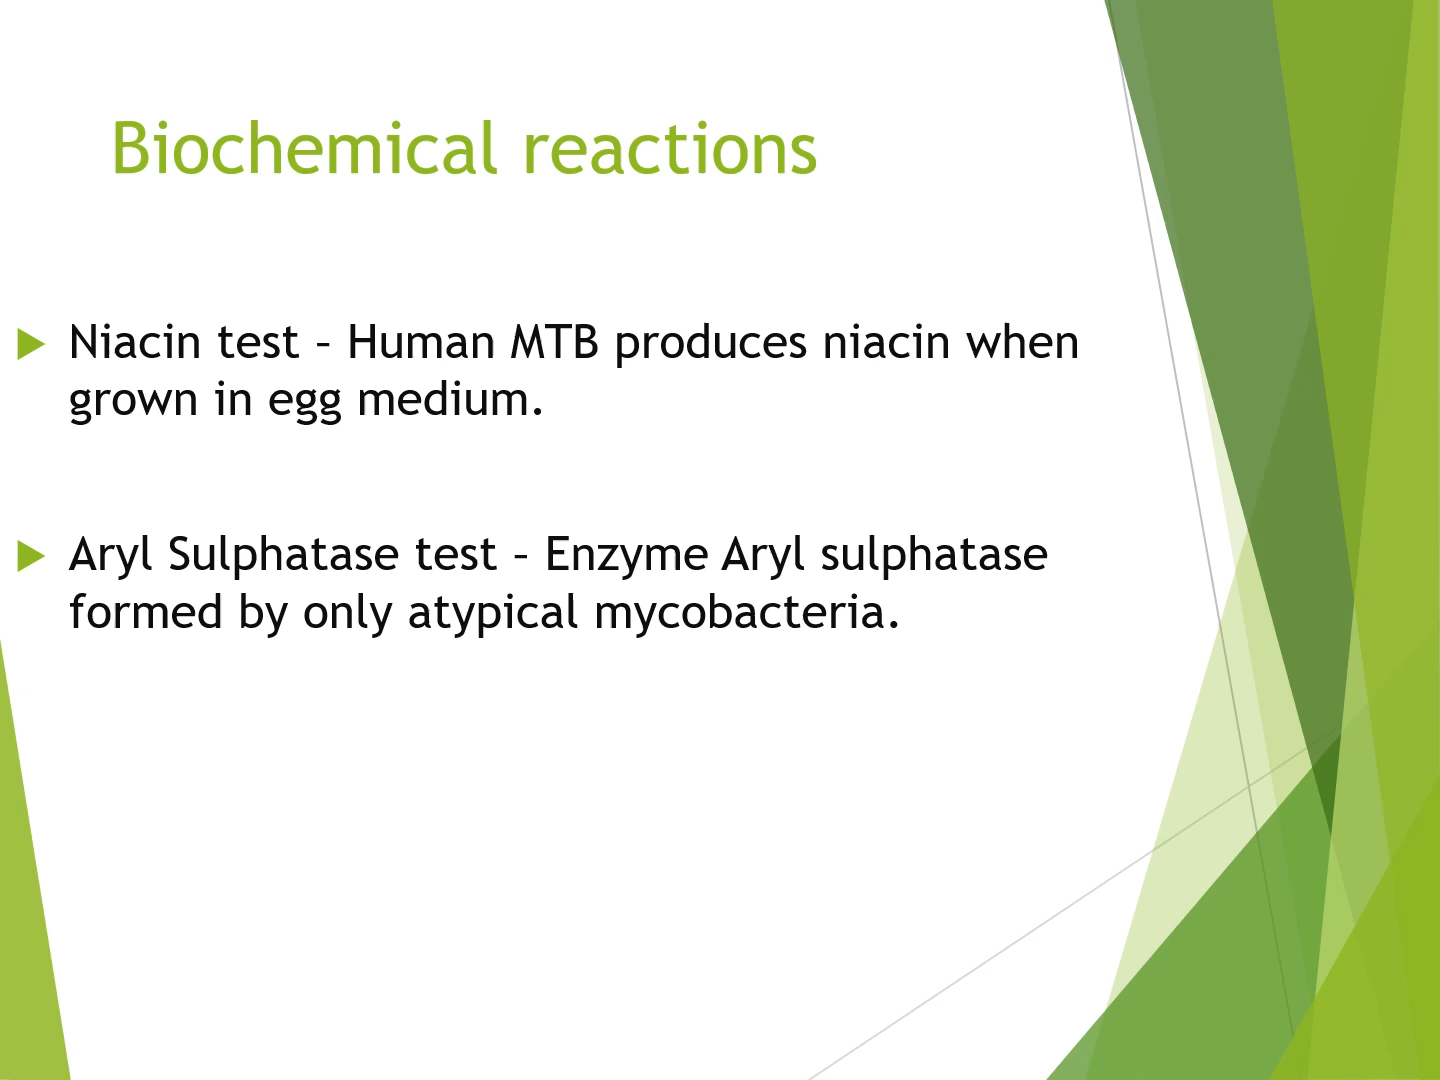 Biochemical reactions
Niacin test – Human MTB produces niacin when
grown in egg medium.
Aryl Sulphatase test – Enzyme Aryl sulphatase
formed by only atypical mycobacteria.